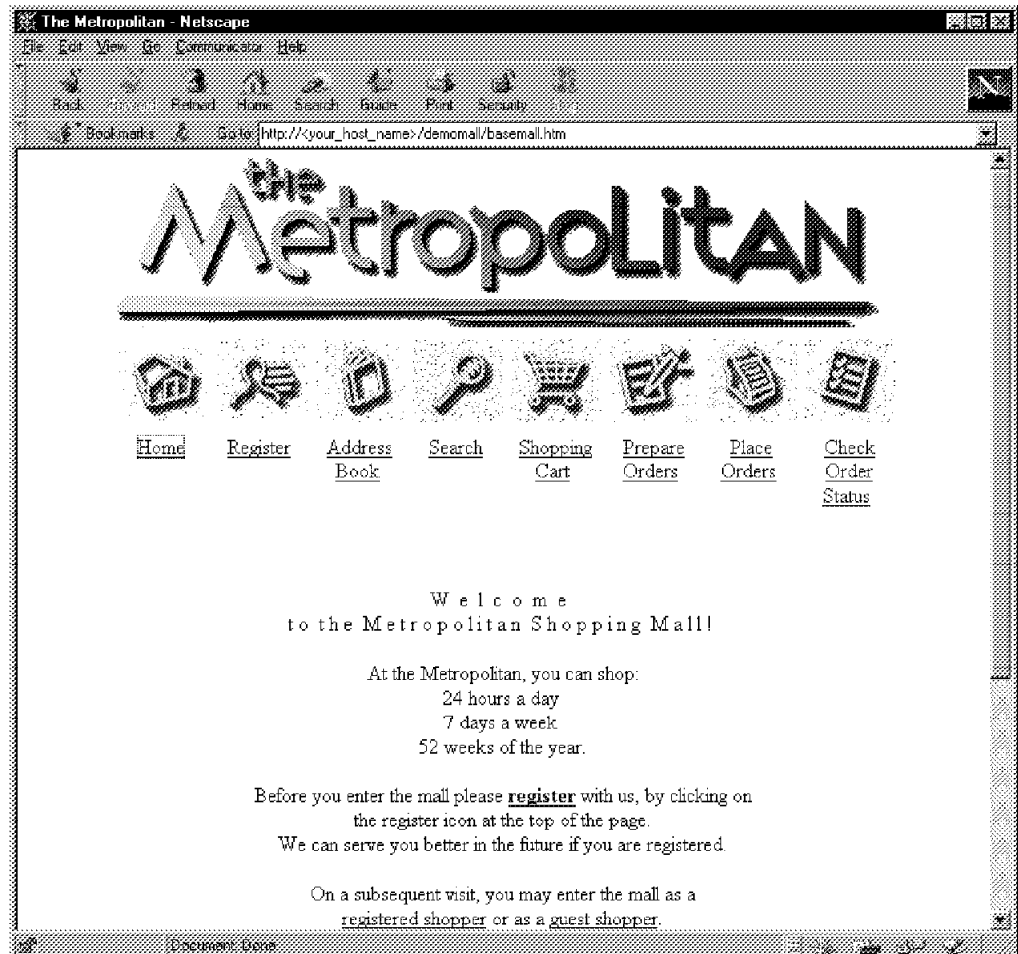 The Metropolitan - Netscape
File Edit View Go Communicator Help
Back Forward Reload Home Search Guide Print Security
Bookmarks Go to: http://<your_host_name>/demomall/basemall.htm
the
Metropolitan
Home Register Address Search Shopping Prepare Place Check
Book Cart Orders Orders Order
Status
Welcome
to the Metropolitan Shopping Mall!
At the Metropolitan, you can shop:
24 hours a day
7 days a week
52 weeks of the year.
Before you enter the mall please register with us, by clicking on
the register icon at the top of the page.
We can serve you better in the future if you are registered.
On a subsequent visit, you may enter the mall as a
registered shopper or as a guest shopper.
Document: Done